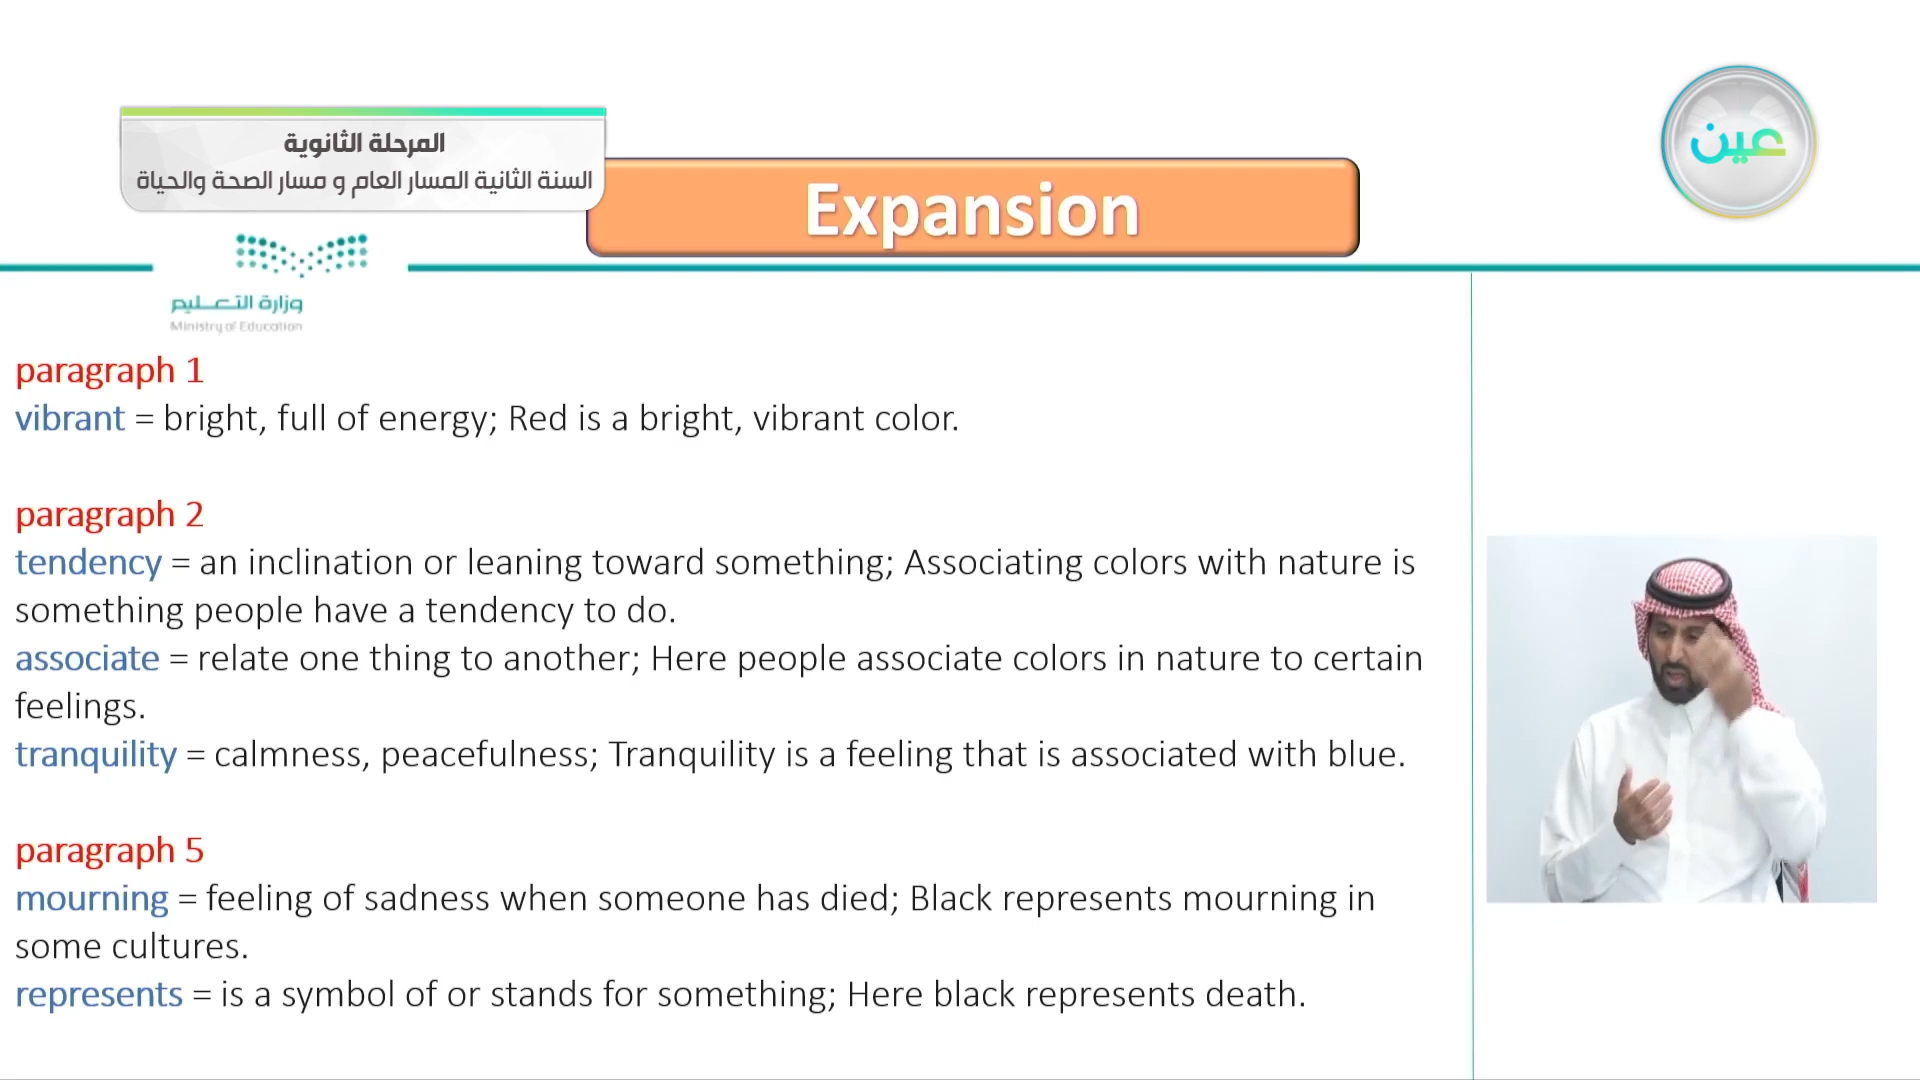 المرحلة الثانوية
السنة الثانية المسار العام و مسار الصحة والحياة
عين
Expansion
وزارة التعليم
Ministry of Education
paragraph 1
vibrant = bright, full of energy; Red is a bright, vibrant color.
paragraph 2
tendency = an inclination or leaning toward something; Associating colors with nature is
something people have a tendency to do.
associate = relate one thing to another; Here people associate colors in nature to certain
feelings.
tranquility = calmness, peacefulness; Tranquility is a feeling that is associated with blue.
paragraph 5
mourning = feeling of sadness when someone has died; Black represents mourning in
some cultures.
represents = is a symbol of or stands for something; Here black represents death.